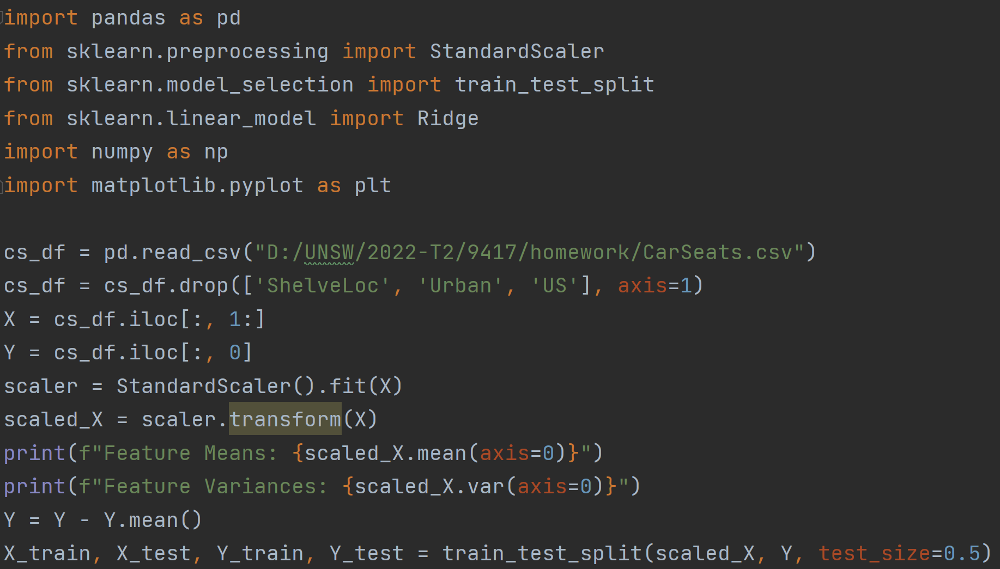 import pandas as pd
from sklearn.preprocessing import StandardScaler
from sklearn.model_selection import train_test_split
from sklearn.linear_model import Ridge
import numpy as np
import matplotlib.pyplot as plt
cs_df = pd.read_csv("D:/UNSW/2022-T2/9417/homework/CarSeats.csv")
cs_df = cs_df.drop(['ShelveLoc', 'Urban', 'US'], axis=1)
X = cs_df.iloc[:, 1:]
Y = cs_df.iloc[:, 0]
scaler = StandardScaler().fit(X)
scaled_X = scaler.transform(X)
print(f"Feature Means: {scaled_X.mean(axis=0)}")
print(f"Feature Variances: {scaled_X.var(axis=0)}")
Y = Y - Y.mean()
X_train, X_test, Y_train, Y_test = train_test_split(scaled_X, Y, test_size=0.5)